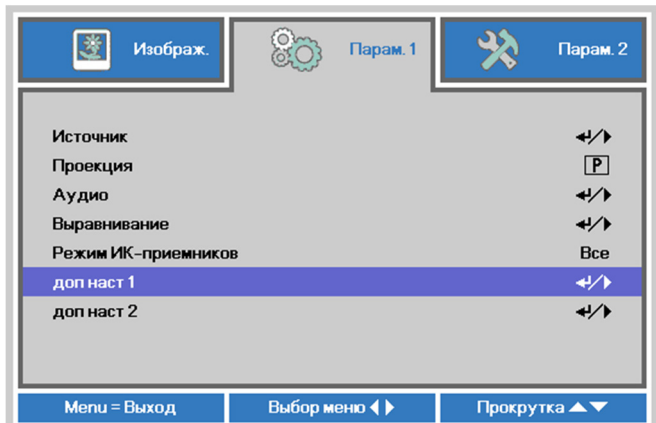 Изображ. Парам. 1 Парам. 2
Источник
Проекция P
Аудио
Выравнивание
Режим ИК-приемников Все
доп наст 1
доп наст 2
Menu = Выход Выбор меню Прокрутка